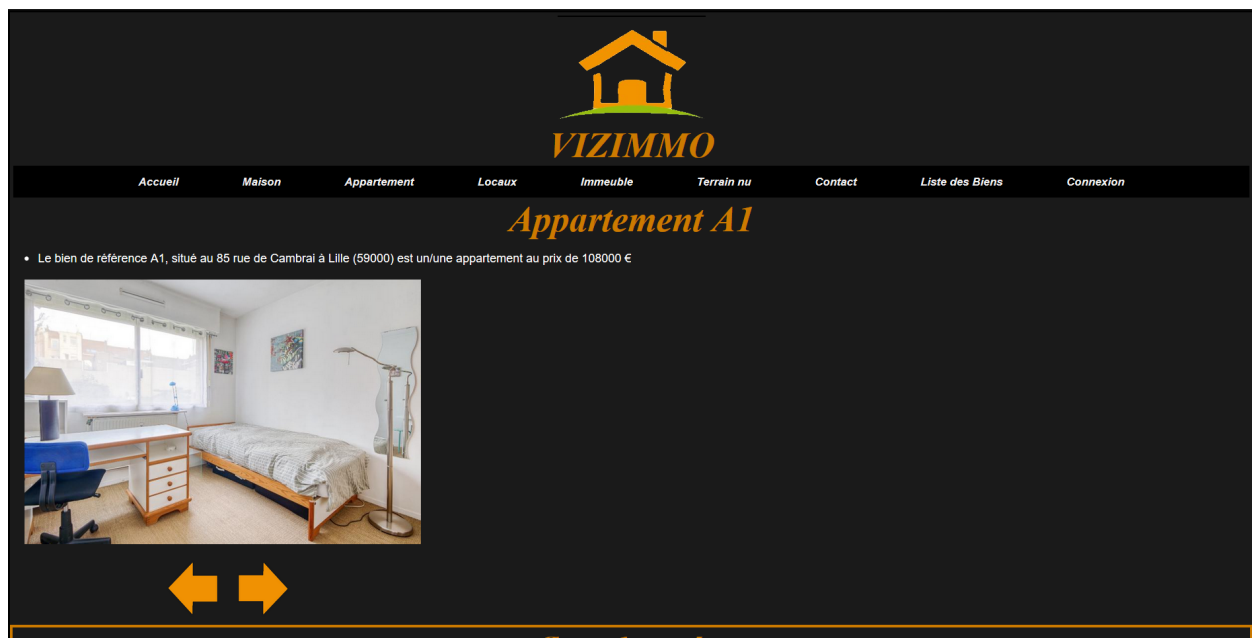 VIZIMMO
Accueil Maison Appartement Locaux Immeuble Terrain nu Contact Liste des Biens Connexion
Appartement A1
Le bien de référence A1, situé au 85 rue de Cambrai à Lille (59000) est un/une appartement au prix de 108000 €